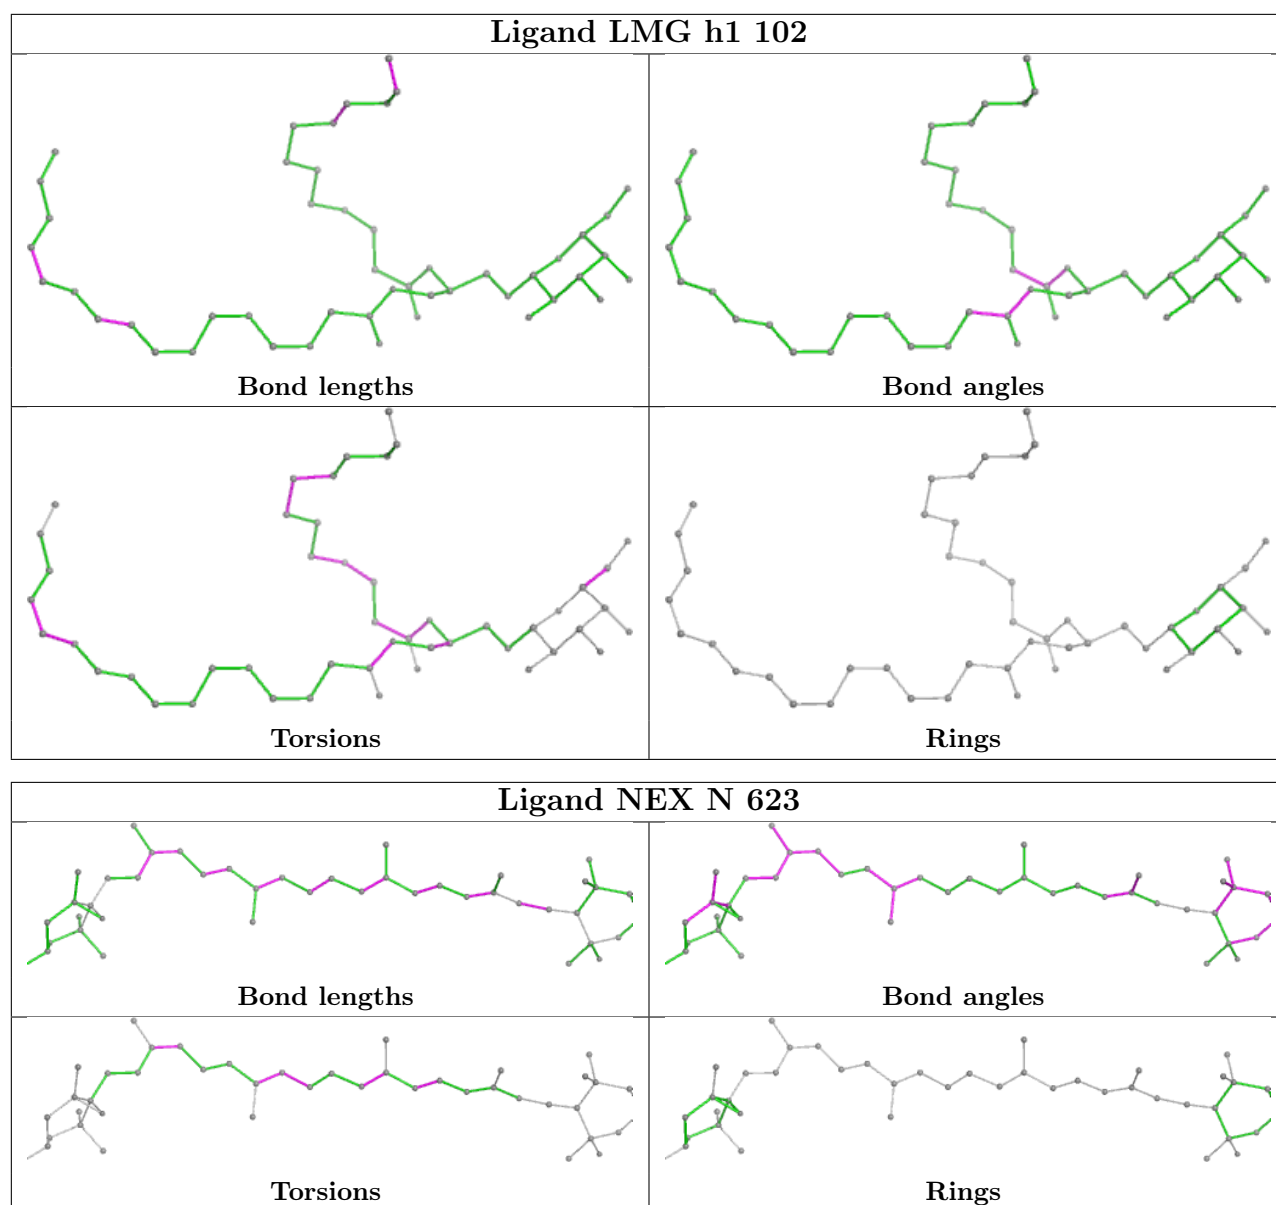 Ligand LMG h1 102
Bond lengths
Bond angles
Torsions
Rings
Ligand NEX N 623
Bond lengths
Bond angles
Torsions
Rings